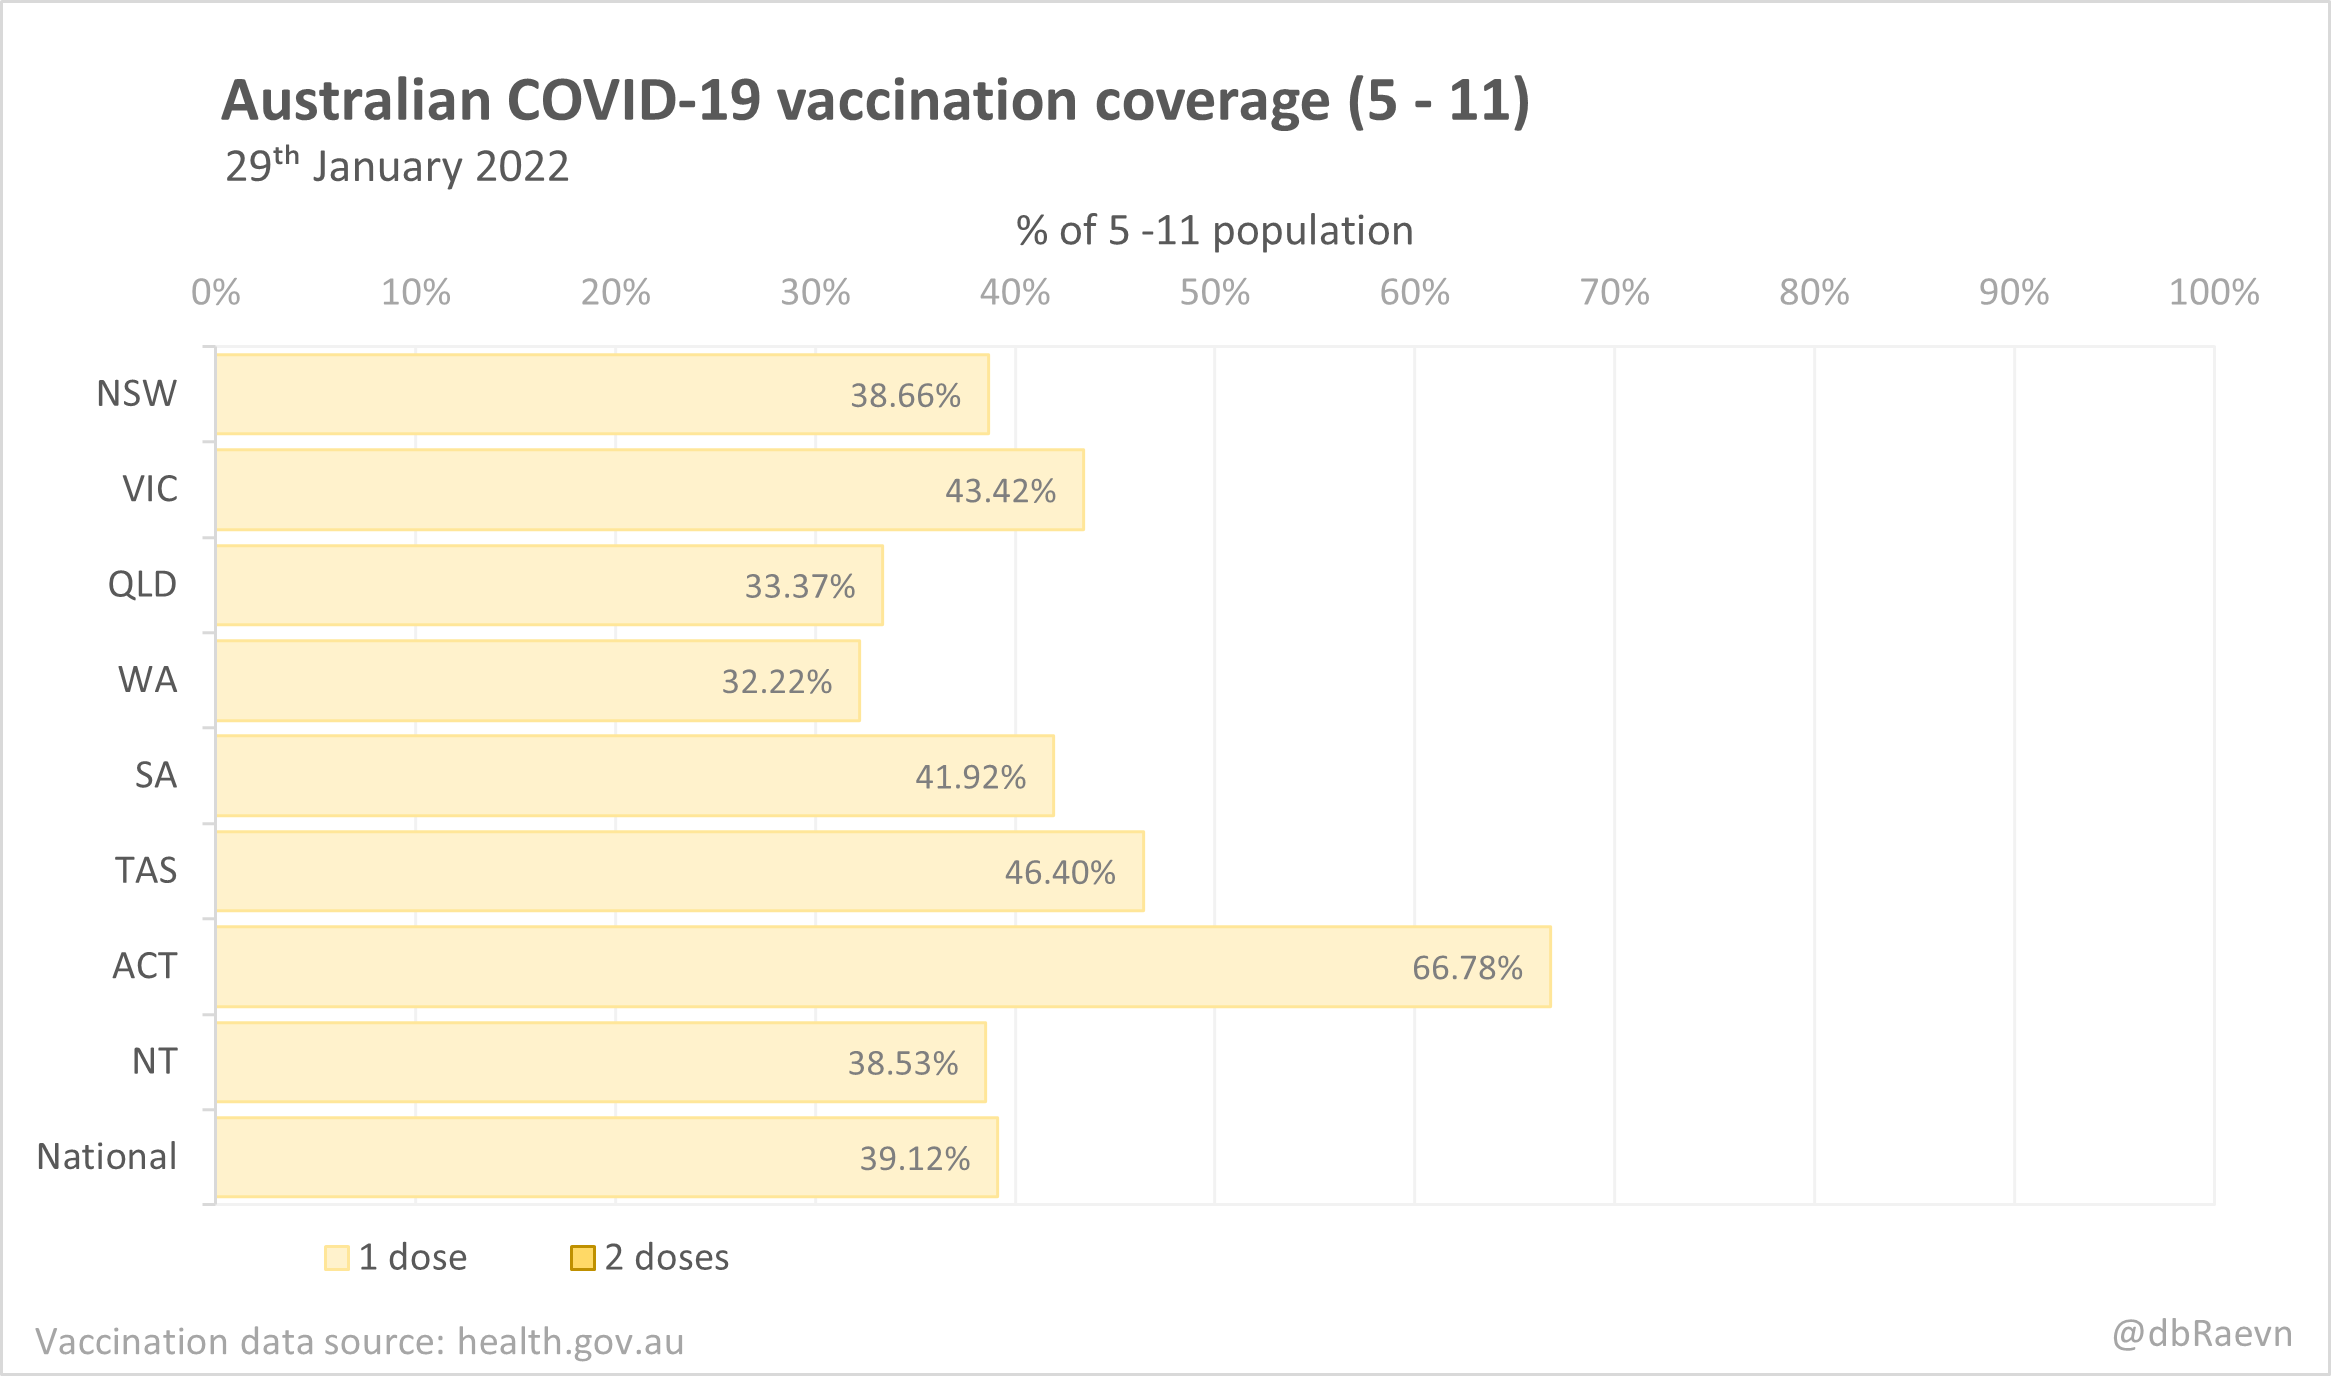 Australian COVID-19 vaccination coverage (5 - 11)
29th January 2022
% of 5 -11 population
0% 10% 20% 30% 40% 50% 60% 70% 80% 90% 100%
NSW 38.66%
VIC 43.42%
QLD 33.37%
WA 32.22%
SA 41.92%
TAS 46.40%
ACT 66.78%
NT 38.53%
National 39.12%
1 dose 2 doses
Vaccination data source: health.gov.au
@dbRaevn